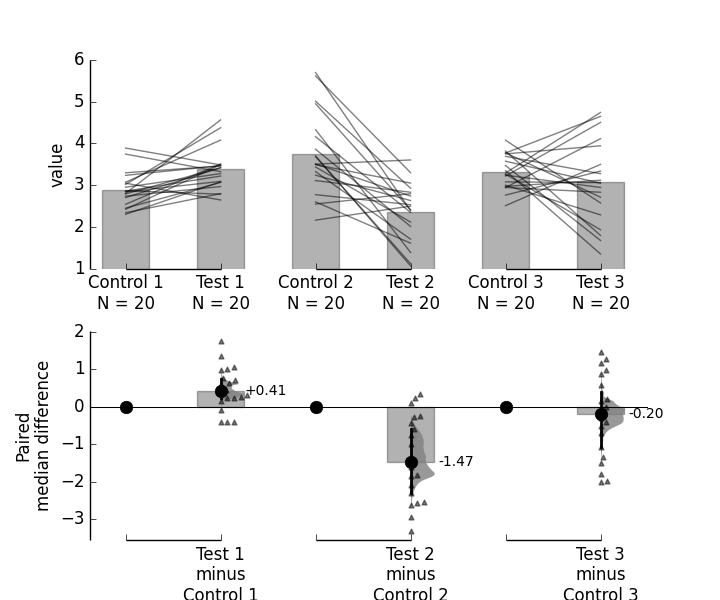 6
5
4
3
2
1
value
Control 1 Test 1 Control 2 Test 2 Control 3 Test 3
N = 20 N = 20 N = 20 N = 20 N = 20 N = 20
2
1
0
−1
−2
−3
Paired
median difference
+0.41
-1.47
-0.20
Test 1 Test 2 Test 3
minus minus minus
Control 1 Control 2 Control 3